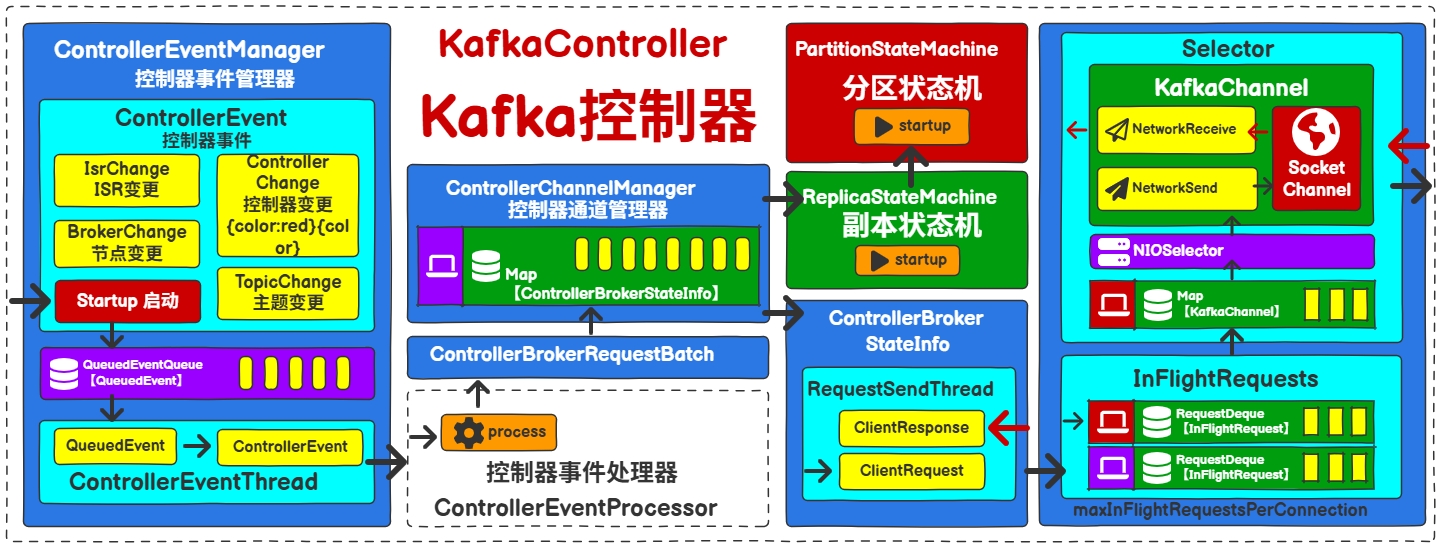 ControllerEventManager
控制器事件管理器
ControllerEvent
控制器事件
IsrChange
ISR变更
Controller
Change
控制器变更
{color:red}{col
or}
BrokerChange
节点变更
Startup 启动
TopicChange
主题变更
QueuedEventQueue
【QueuedEvent】
QueuedEvent
ControllerEvent
ControllerEventThread
KafkaController
Kafka控制器
ControllerChannelManager
控制器通道管理器
Map
【ControllerBrokerStateInfo】
ControllerBrokerRequestBatch
process
控制器事件处理器
ControllerEventProcessor
PartitionStateMachine
分区状态机
startup
ReplicaStateMachine
副本状态机
startup
ControllerBroker
StateInfo
RequestSendThread
ClientResponse
ClientRequest
Selector
KafkaChannel
NetworkReceive
NetworkSend
Socket
Channel
NIOSelector
Map
【KafkaChannel】
InFlightRequests
RequestDeque
【InFlightRequest】
RequestDeque
【InFlightRequest】
maxInFlightRequestsPerConnection